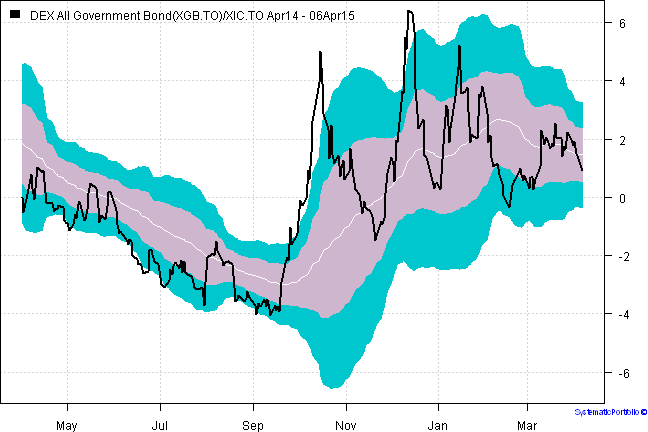 DEX All Government Bond(XGB.TO)/XIC.TO Apr14 - 06Apr15
6
4
2
0
-2
-4
-6
May Jul Sep Nov Jan Mar
SystematicPortfolio ©